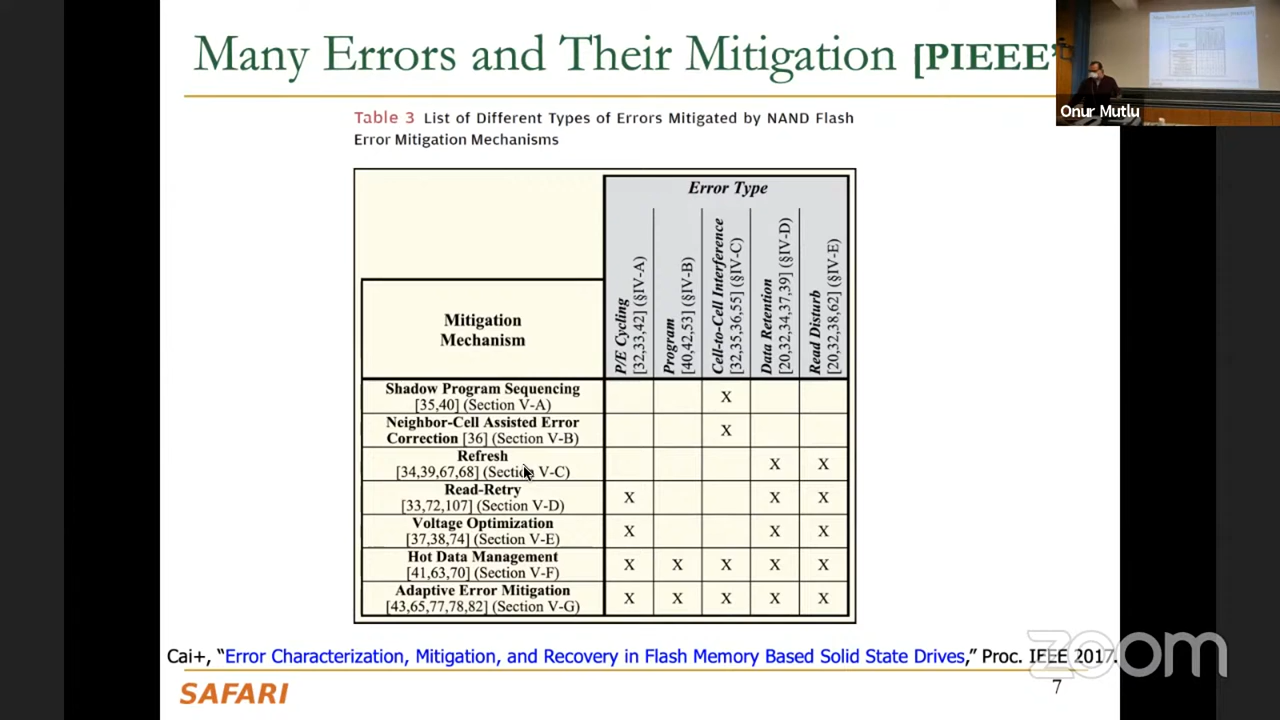 Many Errors and Their Mitigation [PIEEE'
Onur Mutlu
Table 3 List of Different Types of Errors Mitigated by NAND Flash
Error Mitigation Mechanisms
Error Type
P/E Cycling
[32,33,42] (§IV-A)
Program
[40,42,53] (§IV-B)
Cell-to-Cell Interference
[32,35,36,55] (§IV-C)
Data Retention
[20,32,34,37,39] (§IV-D)
Read Disturb
[20,32,38,62] (§IV-E)
Mitigation
Mechanism
Shadow Program Sequencing
[35,40] (Section V-A)
X
Neighbor-Cell Assisted Error
Correction [36] (Section V-B)
X
Refresh
[34,39,67,68] (Section V-C)
X X
Read-Retry
[33,72,107] (Section V-D)
X X X
Voltage Optimization
[37,38,74] (Section V-E)
X X X
Hot Data Management
[41,63,70] (Section V-F)
X X X X X
Adaptive Error Mitigation
[43,65,77,78,82] (Section V-G)
X X X X X
Cai+, “Error Characterization, Mitigation, and Recovery in Flash Memory Based Solid State Drives,” Proc. IEEE 2017.
zoom
SAFARI
7